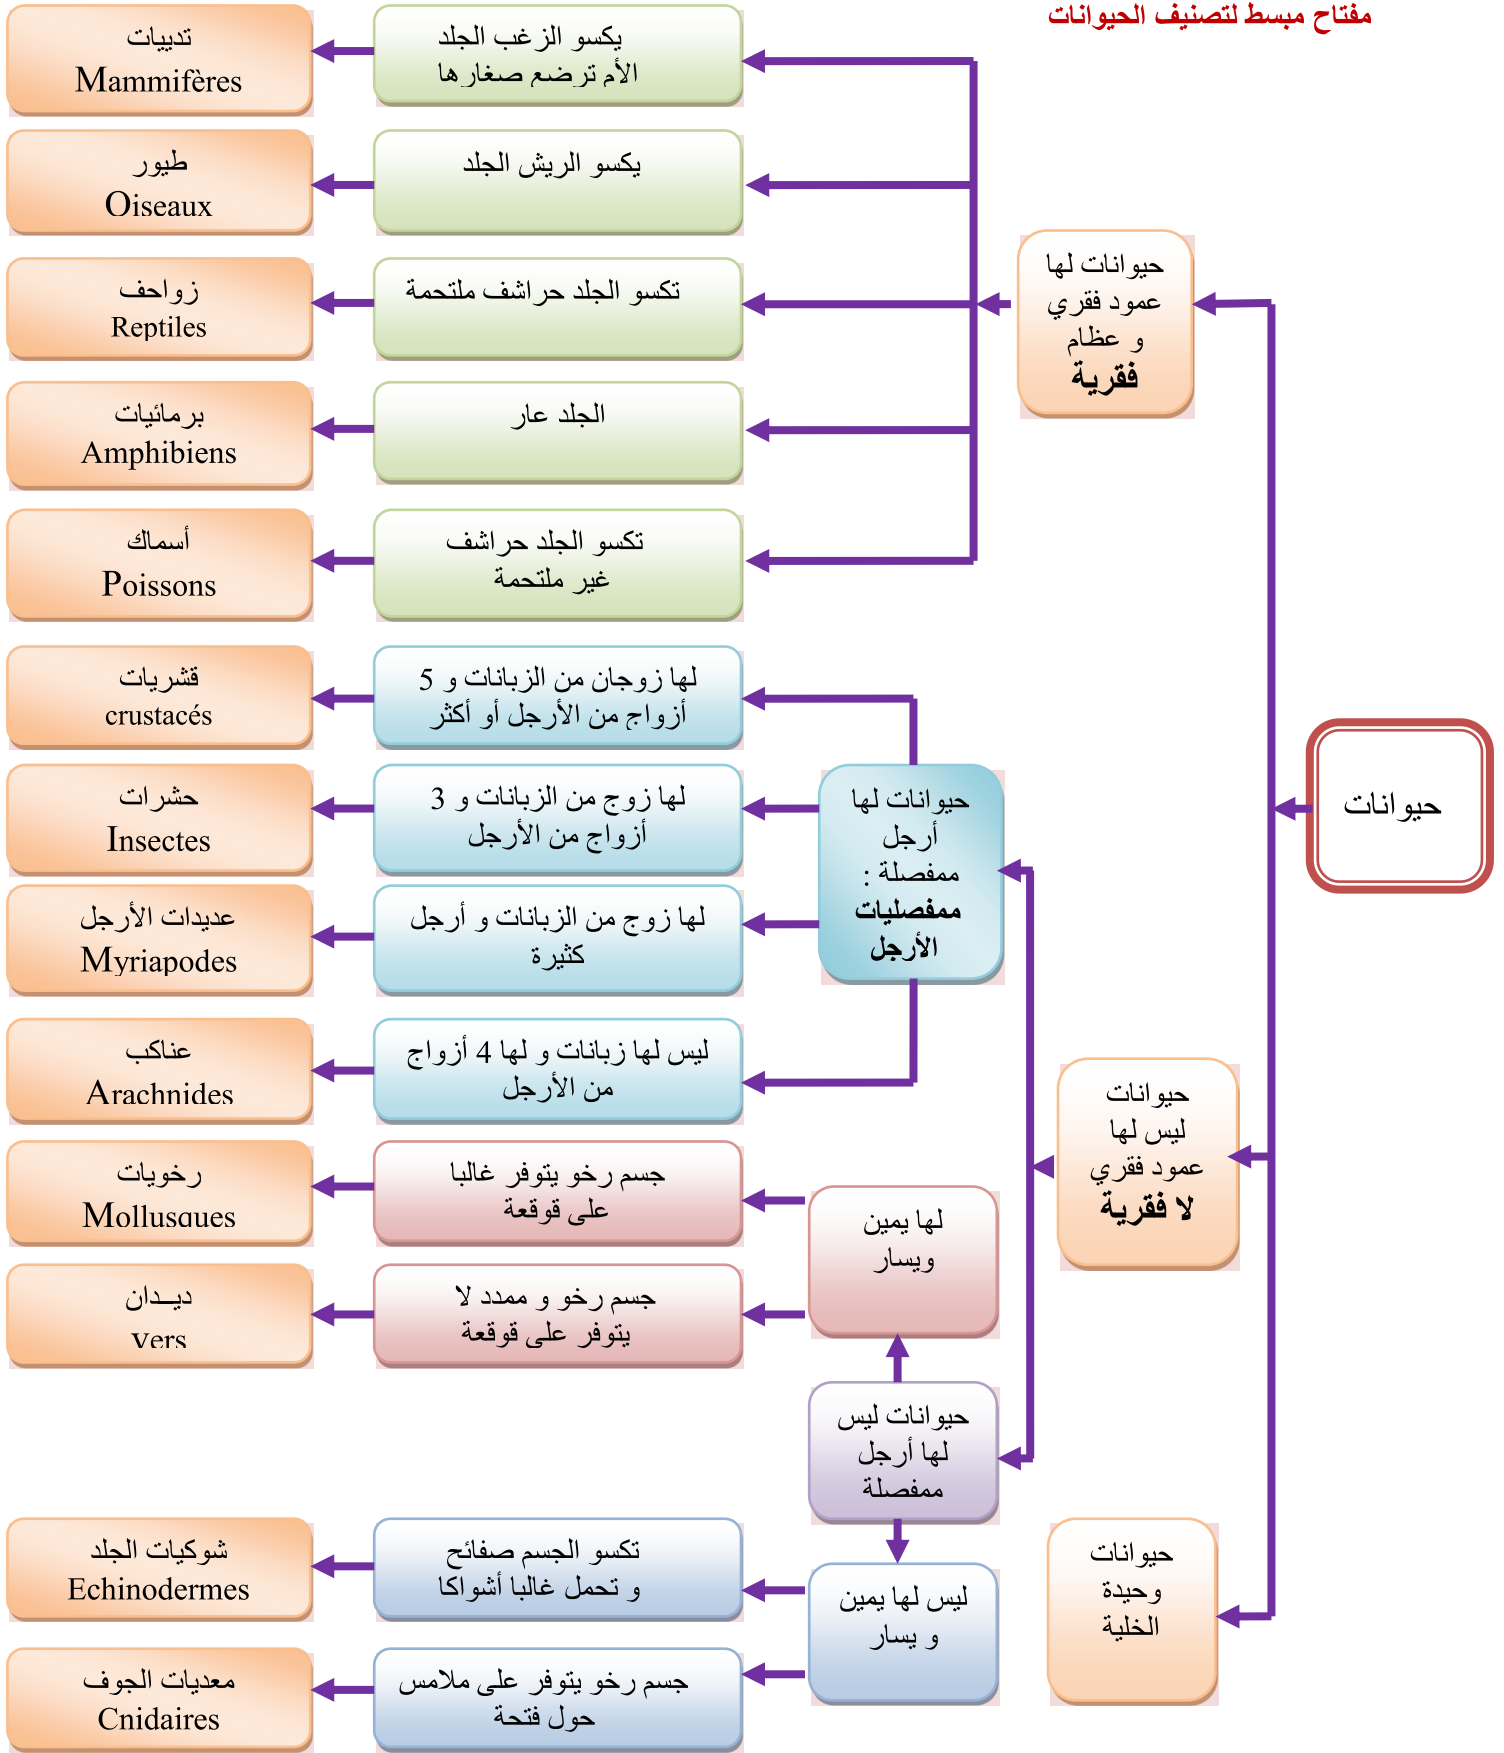 مفتاح مبسط لتصنيف الحيوانات
حيوانات
حيوانات لها
عمود فقري
و عظام
فقرية
يكسو الزغب الجلد
الأم ترضع صغارها
تدييات
Mammifères
يكسو الريش الجلد
طيور
Oiseaux
تكسو الجلد حراشف ملتحمة
زواحف
Reptiles
الجلد عار
برمائيات
Amphibiens
تكسو الجلد حراشف
غير ملتحمة
أسماك
Poissons
حيوانات
ليس لها
عمود فقري
لا فقرية
حيوانات لها
أرجل
ممفصلة :
ممفصليات
الأرجل
لها زوجان من الزبانات و 5
أزواج من الأرجل أو أكثر
قشريات
crustacés
لها زوج من الزبانات و 3
أزواج من الأرجل
حشرات
Insectes
لها زوج من الزبانات و أرجل
كثيرة
عديدات الأرجل
Myriapodes
ليس لها زبانات و لها 4 أزواج
من الأرجل
عناكب
Arachnides
حيوانات ليس
لها أرجل
ممفصلة
لها يمين
ويسار
جسم رخو يتوفر غالبا
على قوقعة
رخويات
Mollusques
جسم رخو و ممدد لا
يتوفر على قوقعة
ديــدان
vers
ليس لها يمين
و يسار
تكسو الجسم صفائح
و تحمل غالبا أشواكا
شوكيات الجلد
Echinodermes
جسم رخو يتوفر على ملامس
حول فتحة
معديات الجوف
Cnidaires
حيوانات
وحيدة
الخلية